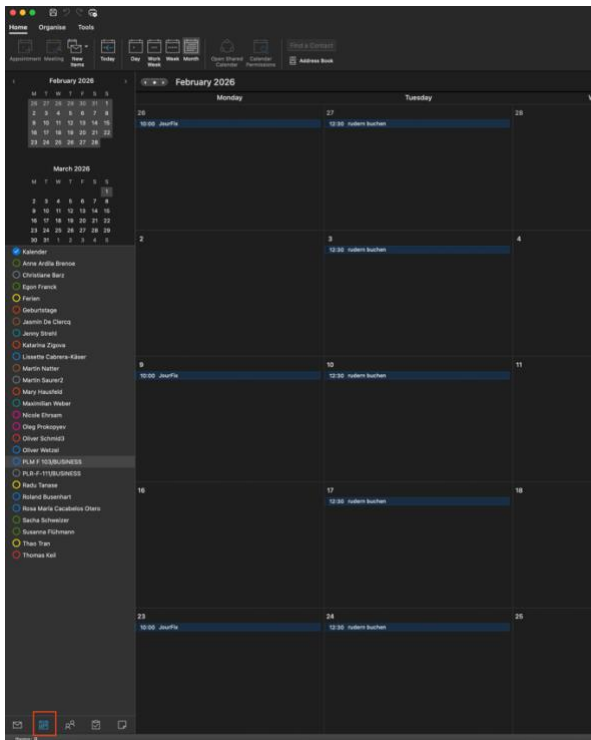 Home Organise Tools
Appointment Meeting New Items Today Day Work Week Week Month Open Shared Calendar Calendar Permissions Find a Contact
Address Book
February 2026
M T W T F S S
26 27 28 29 30 31 1
2 3 4 5 6 7 8
9 10 11 12 13 14 15
16 17 18 19 20 21 22
23 24 25 26 27 28
March 2026
M T W T F S S
1
2 3 4 5 6 7 8
9 10 11 12 13 14 15
16 17 18 19 20 21 22
23 24 25 26 27 28 29
30 31 1 2 3 4 5
Kalender
Anne Ardila Brenoe
Christiane Barz
Egon Franck
Ferien
Geburtstage
Jasmin De Clercq
Jenny Strehl
Katarina Zigova
Lissette Cabrera-Käser
Martin Natter
Martin Saurer2
Mary Hausfeld
Maximilian Weber
Nicole Ehrsam
Oleg Prokopyev
Oliver Schmid3
Oliver Wetzel
PLM F 103/BUSINESS
PLR-F-111/BUSINESS
Radu Tanase
Roland Busenhart
Rosa María Cacabelos Otero
Sacha Schweizer
Susanna Flühmann
Thao Tran
Thomas Keil
February 2026
Monday Tuesday
26 27 28
10:00 JourFix 12:30 rudern buchen
2 3 4
12:30 rudern buchen
9 10 11
10:00 JourFix 12:30 rudern buchen
16 17 18
12:30 rudern buchen
23 24 25
10:00 JourFix 12:30 rudern buchen